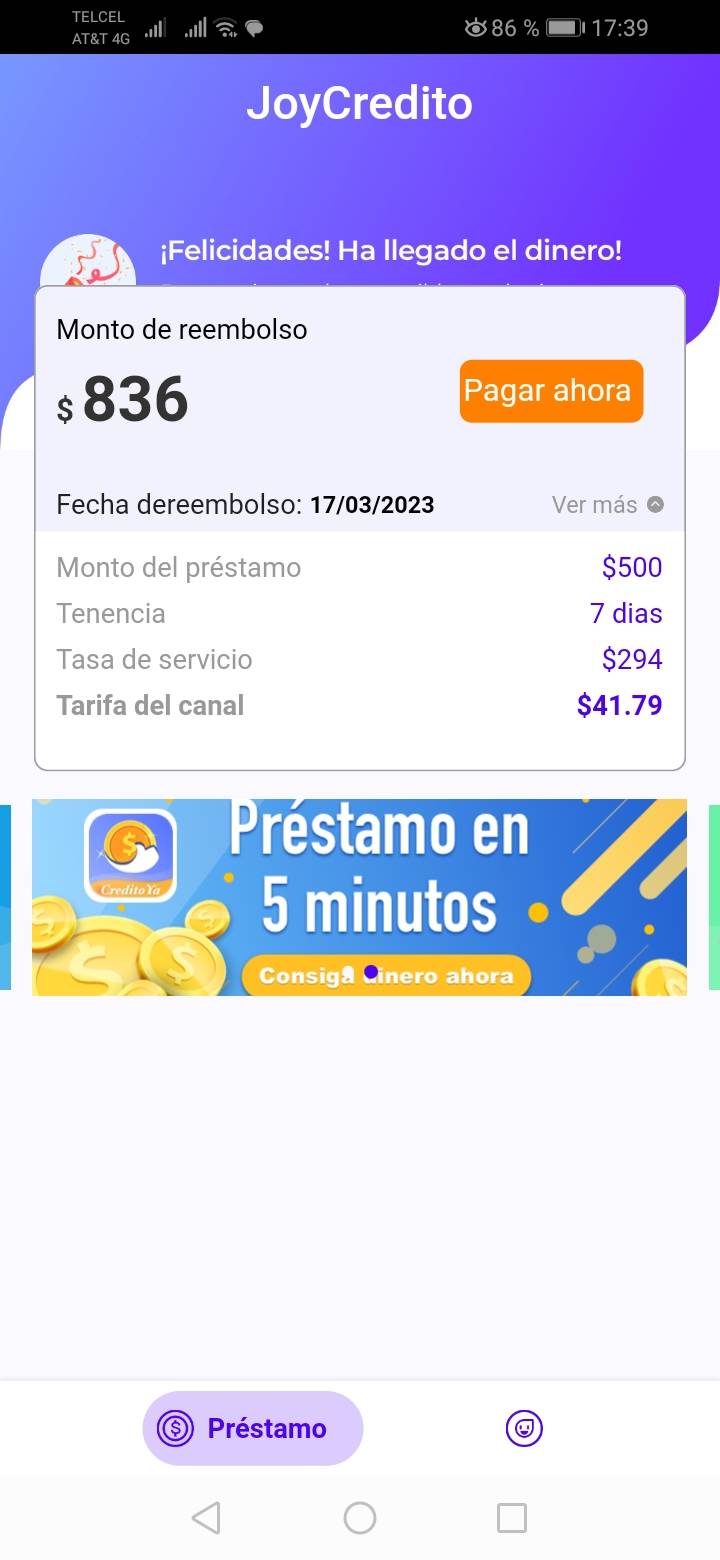 TELCEL
AT&T 4G
86 %
17:39
JoyCredito
¡Felicidades! Ha llegado el dinero!
Monto de reembolso
$ 836
Pagar ahora
Fecha dereembolso: 17/03/2023
Ver más
Monto del préstamo
$500
Tenencia
7 dias
Tasa de servicio
$294
Tarifa del canal
$41.79
Préstamo en
5 minutos
CreditoYa
Consiga dinero ahora
Préstamo